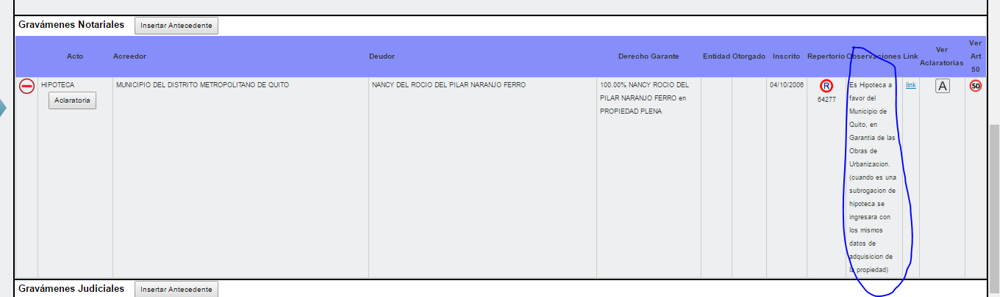 Gravámenes Notariales Insertar Antecedente
Acto Acreedor Deudor Derecho Garante Entidad Otorgado Inscrito Repertorio Observaciones Link Ver Aclaratorias Ver Art 50
HIPOTECA
Aclaratoria
MUNICIPIO DEL DISTRITO METROPOLITANO DE QUITO
NANCY DEL ROCIO DEL PILAR NARANJO FERRO
100.00% NANCY ROCIO DEL
PILAR NARANJO FERRO en
PROPIEDAD PLENA
04/10/2006
R
64277
Es Hipoteca a
favor del
Municipio de
Quito, en
Garantia de las
Obras de
Urbanizacion.
(cuando es una
subrogacion de
hipoteca se
ingresara con
los mismos
datos de
adquisicion de
la propiedad)
link
A
50
Gravámenes Judiciales Insertar Antecedente